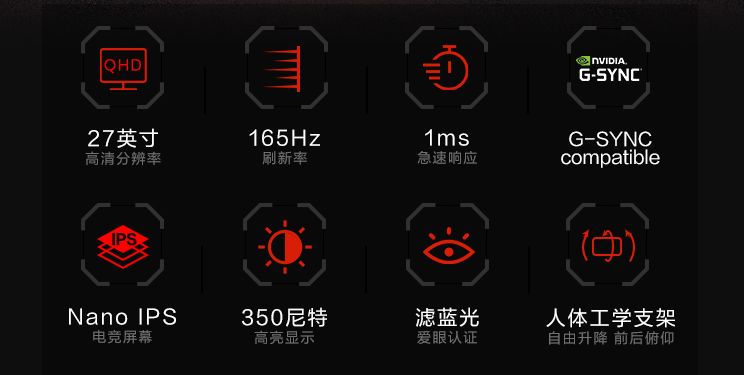 QHD
NVIDIA.
G-SYNC
27英寸
165Hz
1ms
G-SYNC
compatible
高清分辨率
刷新率
急速响应
IPS
Nano IPS
350尼特
滤蓝光
人体工学支架
电竞屏幕
高亮显示
爱眼认证
自由升降 前后俯仰